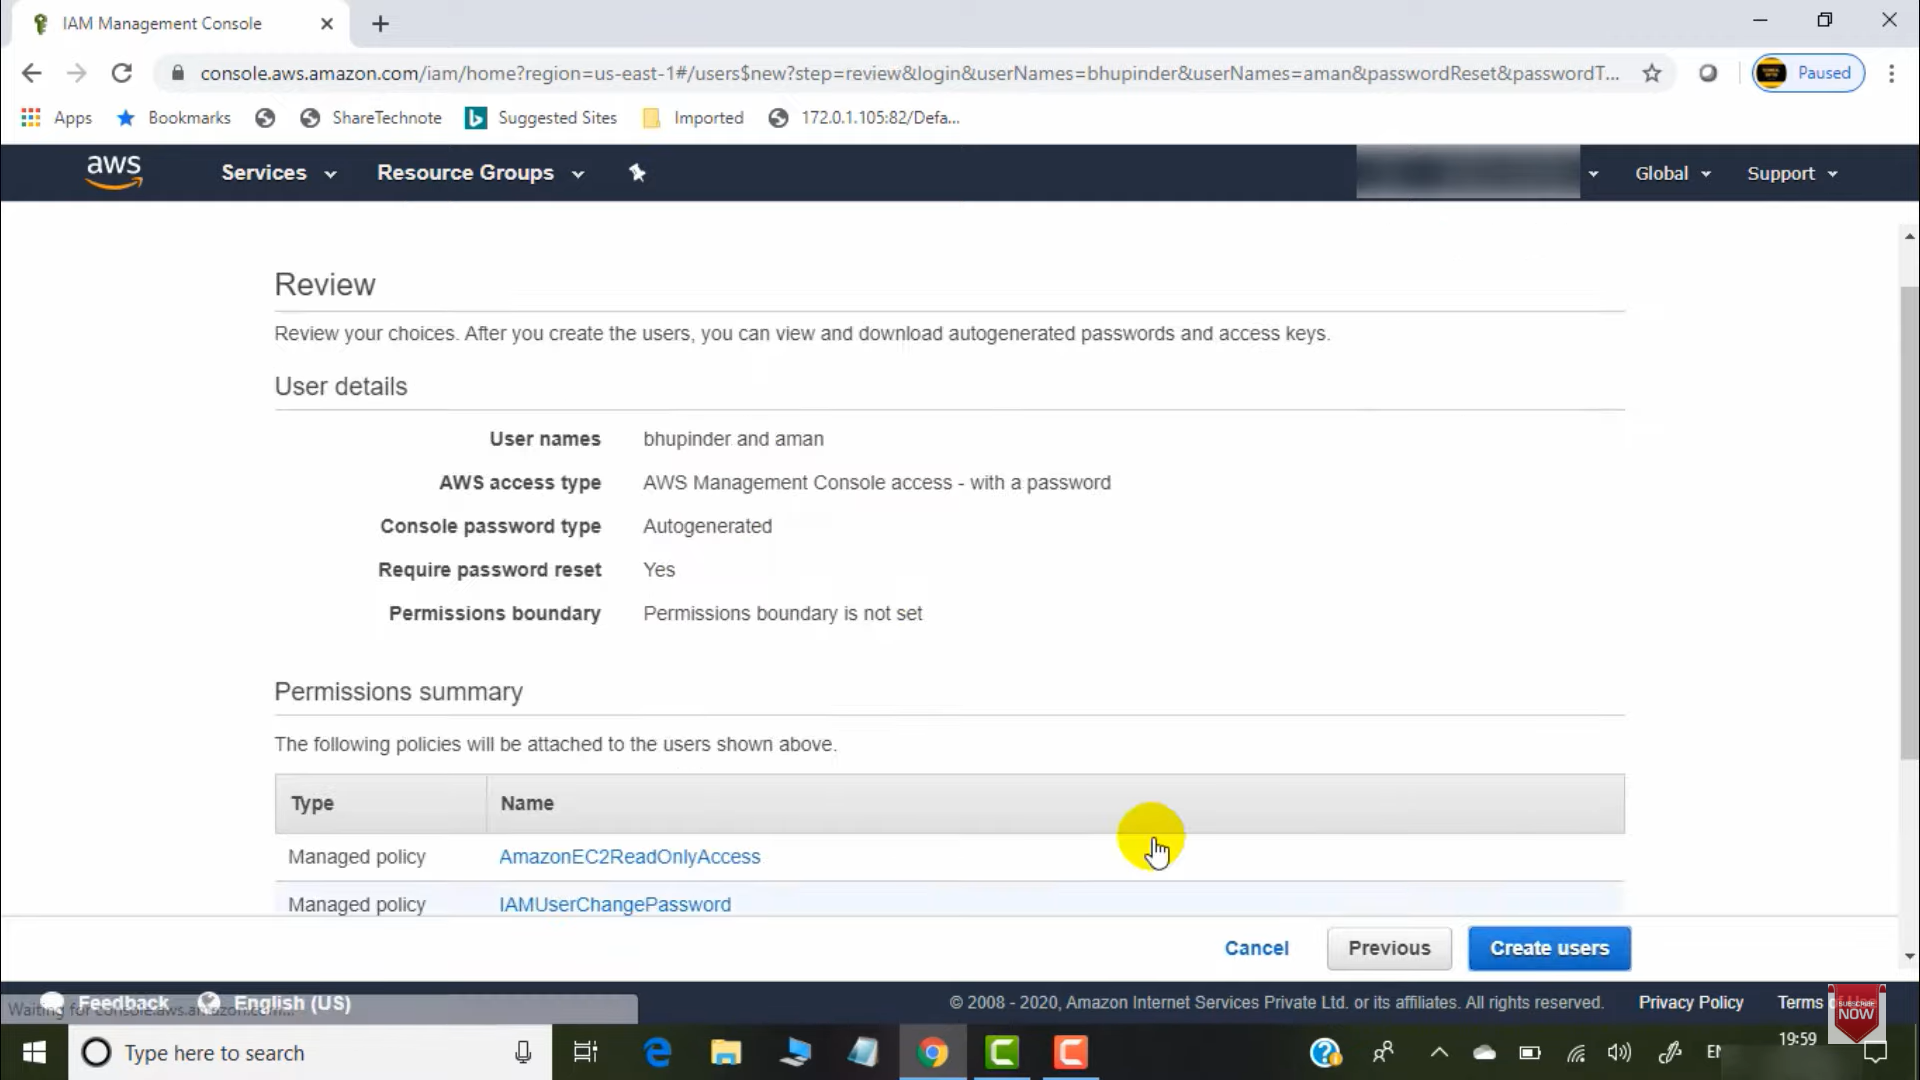 IAM Management Console
console.aws.amazon.com/iam/home?region=us-east-1#/users$new?step=review&login&userNames=bhupinder&userNames=aman&passwordReset&passwordT...
Paused
Apps
Bookmarks
ShareTechnote
Suggested Sites
Imported
172.0.1.105:82/Defa...
aws
Services
Resource Groups
Global
Support
Review
Review your choices. After you create the users, you can view and download autogenerated passwords and access keys.
User details
User names bhupinder and aman
AWS access type AWS Management Console access - with a password
Console password type Autogenerated
Require password reset Yes
Permissions boundary Permissions boundary is not set
Permissions summary
The following policies will be attached to the users shown above.
Type Name
Managed policy AmazonEC2ReadOnlyAccess
Managed policy IAMUserChangePassword
Cancel
Previous
Create users
Feedback
English (US)
Waiting for console.aws.amazon.com...
© 2008 - 2020, Amazon Internet Services Private Ltd. or its affiliates. All rights reserved.
Privacy Policy
Terms
SUBSCRIBE
NOW
Type here to search
19:59